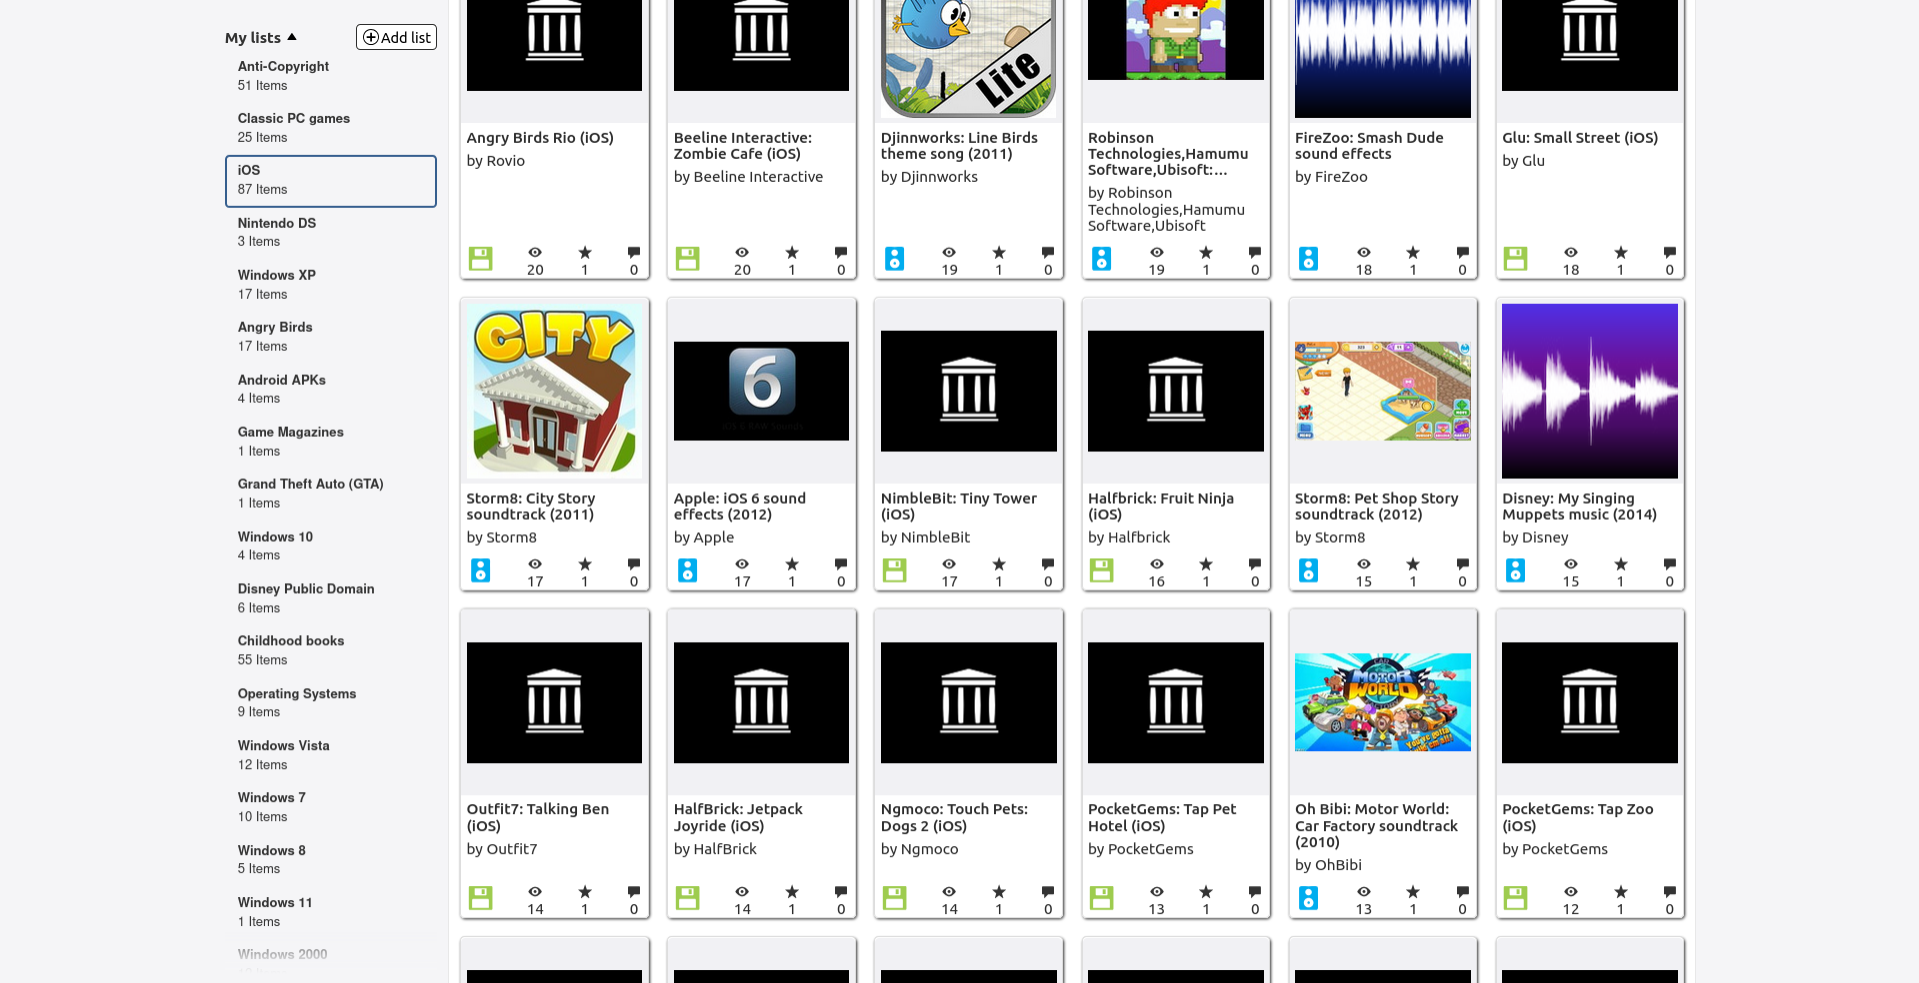 My lists
Add list
Anti-Copyright
51 Items
Classic PC games
25 Items
iOS
87 Items
Nintendo DS
3 Items
Windows XP
17 Items
Angry Birds
17 Items
Android APKs
4 Items
Game Magazines
1 Items
Grand Theft Auto (GTA)
1 Items
Windows 10
4 Items
Disney Public Domain
6 Items
Childhood books
55 Items
Operating Systems
9 Items
Windows Vista
12 Items
Windows 7
10 Items
Windows 8
5 Items
Windows 11
1 Items
Windows 2000
Angry Birds Rio (iOS)
by Rovio
20 1 0
Beeline Interactive:
Zombie Cafe (iOS)
by Beeline Interactive
20 1 0
Lite
Djinnworks: Line Birds
theme song (2011)
by Djinnworks
19 1 0
Robinson
Technologies,Hamumu
Software,Ubisoft:...
by Robinson
Technologies,Hamumu
Software,Ubisoft
19 1 0
FireZoo: Smash Dude
sound effects
by FireZoo
18 1 0
Glu: Small Street (iOS)
by Glu
18 1 0
CITY
Storm8: City Story
soundtrack (2011)
by Storm8
17 1 0
6
iOS 6 RAW Sounds
Apple: iOS 6 sound
effects (2012)
by Apple
17 1 0
NimbleBit: Tiny Tower
(iOS)
by NimbleBit
17 1 0
Halfbrick: Fruit Ninja
(iOS)
by Halfbrick
16 1 0
Storm8: Pet Shop Story
soundtrack (2012)
by Storm8
15 1 0
Disney: My Singing
Muppets music (2014)
by Disney
15 1 0
Outfit7: Talking Ben
(iOS)
by Outfit7
14 1 0
HalfBrick: Jetpack
Joyride (iOS)
by HalfBrick
14 1 0
Ngmoco: Touch Pets:
Dogs 2 (iOS)
by Ngmoco
14 1 0
PocketGems: Tap Pet
Hotel (iOS)
by PocketGems
13 1 0
CAR
MOTOR
WORLD
FACTORY
You've gotta
build 'em all!
Oh Bibi: Motor World:
Car Factory soundtrack
(2010)
by OhBibi
13 1 0
PocketGems: Tap Zoo
(iOS)
by PocketGems
12 1 0